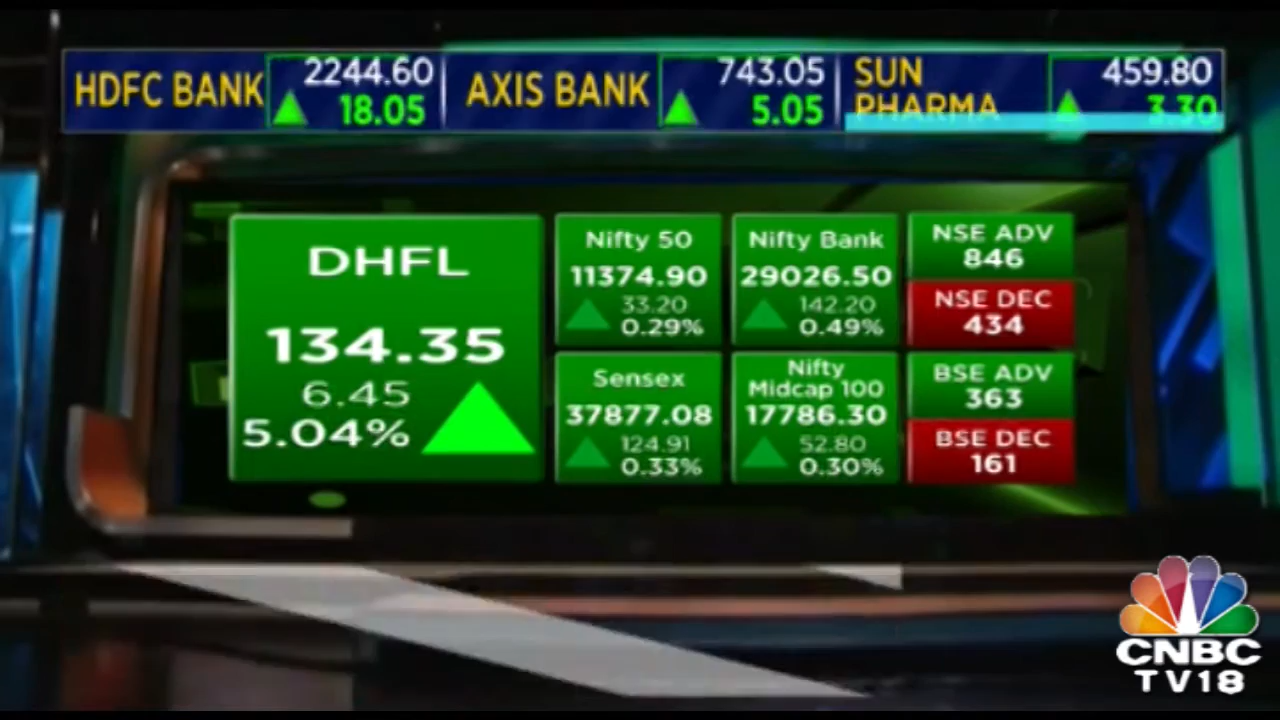 HDFC BANK 2244.60
18.05
AXIS BANK 743.05
5.05
SUN
PHARMA 459.80
3.30
DHFL
134.35
6.45
5.04%
Nifty 50
11374.90
33.20
0.29%
Nifty Bank
29026.50
142.20
0.49%
NSE ADV
846
NSE DEC
434
Sensex
37877.08
124.91
0.33%
Nifty
Midcap 100
17786.30
52.80
0.30%
BSE ADV
363
BSE DEC
161
CNBC
TV18